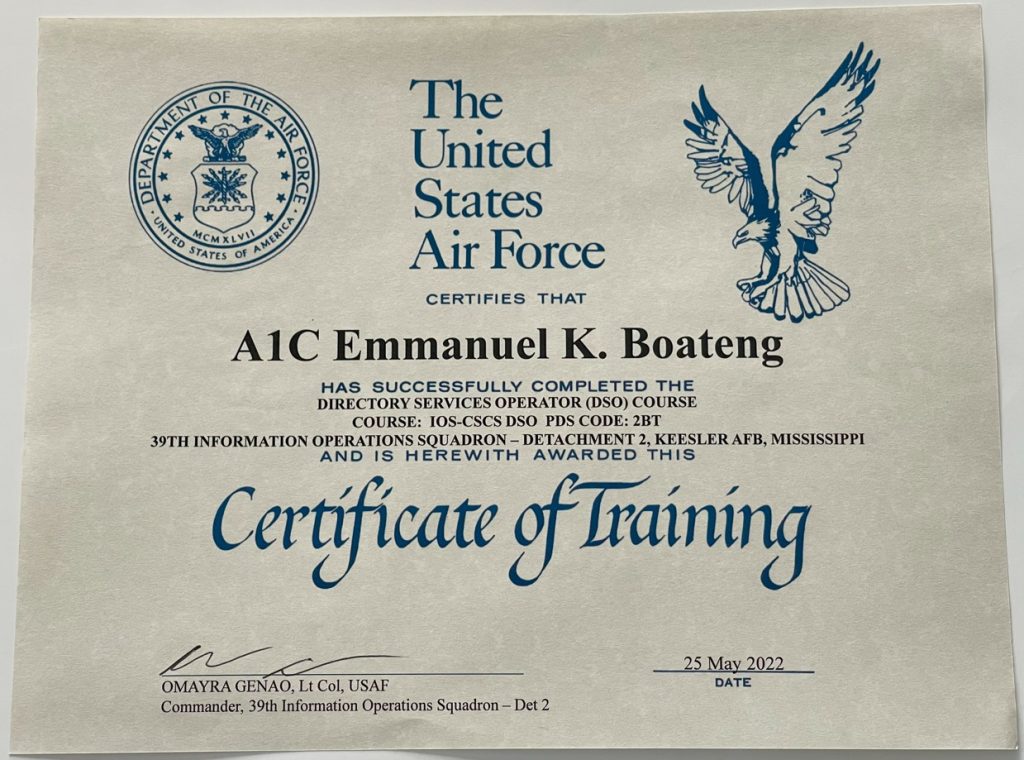 DEPARTMENT OF THE AIR FORCE
MCMXLVII
UNITED STATES OF AMERICA
The
United
States
Air Force
CERTIFIES THAT
A1C Emmanuel K. Boateng
HAS SUCCESSFULLY COMPLETED THE
DIRECTORY SERVICES OPERATOR (DSO) COURSE
COURSE: IOS-CSCS DSO PDS CODE: 2BT
39TH INFORMATION OPERATIONS SQUADRON – DETACHMENT 2, KEESLER AFB, MISSISSIPPI
AND IS HEREWITH AWARDED THIS
Certificate of Training
25 May 2022
DATE
OMAYRA GENAO, Lt Col, USAF
Commander, 39th Information Operations Squadron – Det 2